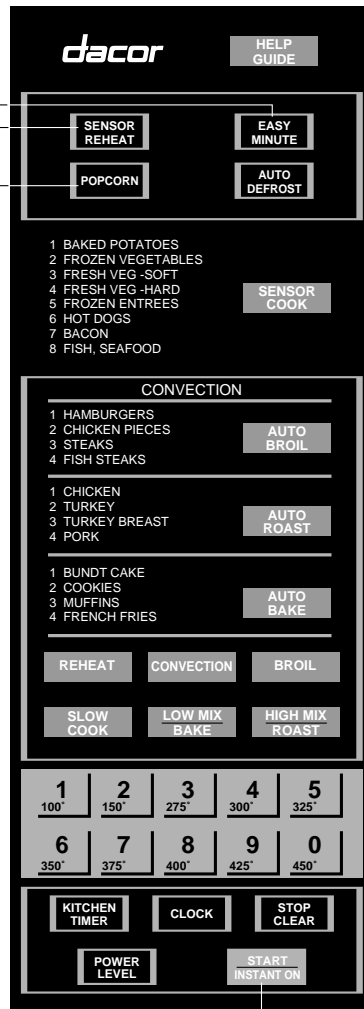 dacor
HELP
GUIDE
SENSOR
REHEAT
EASY
MINUTE
POPCORN
AUTO
DEFROST
1 BAKED POTATOES
2 FROZEN VEGETABLES
3 FRESH VEG -SOFT
4 FRESH VEG -HARD
5 FROZEN ENTREES
6 HOT DOGS
7 BACON
8 FISH, SEAFOOD
SENSOR
COOK
CONVECTION
1 HAMBURGERS
2 CHICKEN PIECES
3 STEAKS
4 FISH STEAKS
AUTO
BROIL
1 CHICKEN
2 TURKEY
3 TURKEY BREAST
4 PORK
AUTO
ROAST
1 BUNDT CAKE
2 COOKIES
3 MUFFINS
4 FRENCH FRIES
AUTO
BAKE
REHEAT
CONVECTION
BROIL
SLOW
COOK
LOW MIX
BAKE
HIGH MIX
ROAST
1 2 3 4 5
100° 150° 275° 300° 325°
6 7 8 9 0
350° 375° 400° 425° 450°
KITCHEN
TIMER
CLOCK
STOP
CLEAR
POWER
LEVEL
START
INSTANT ON